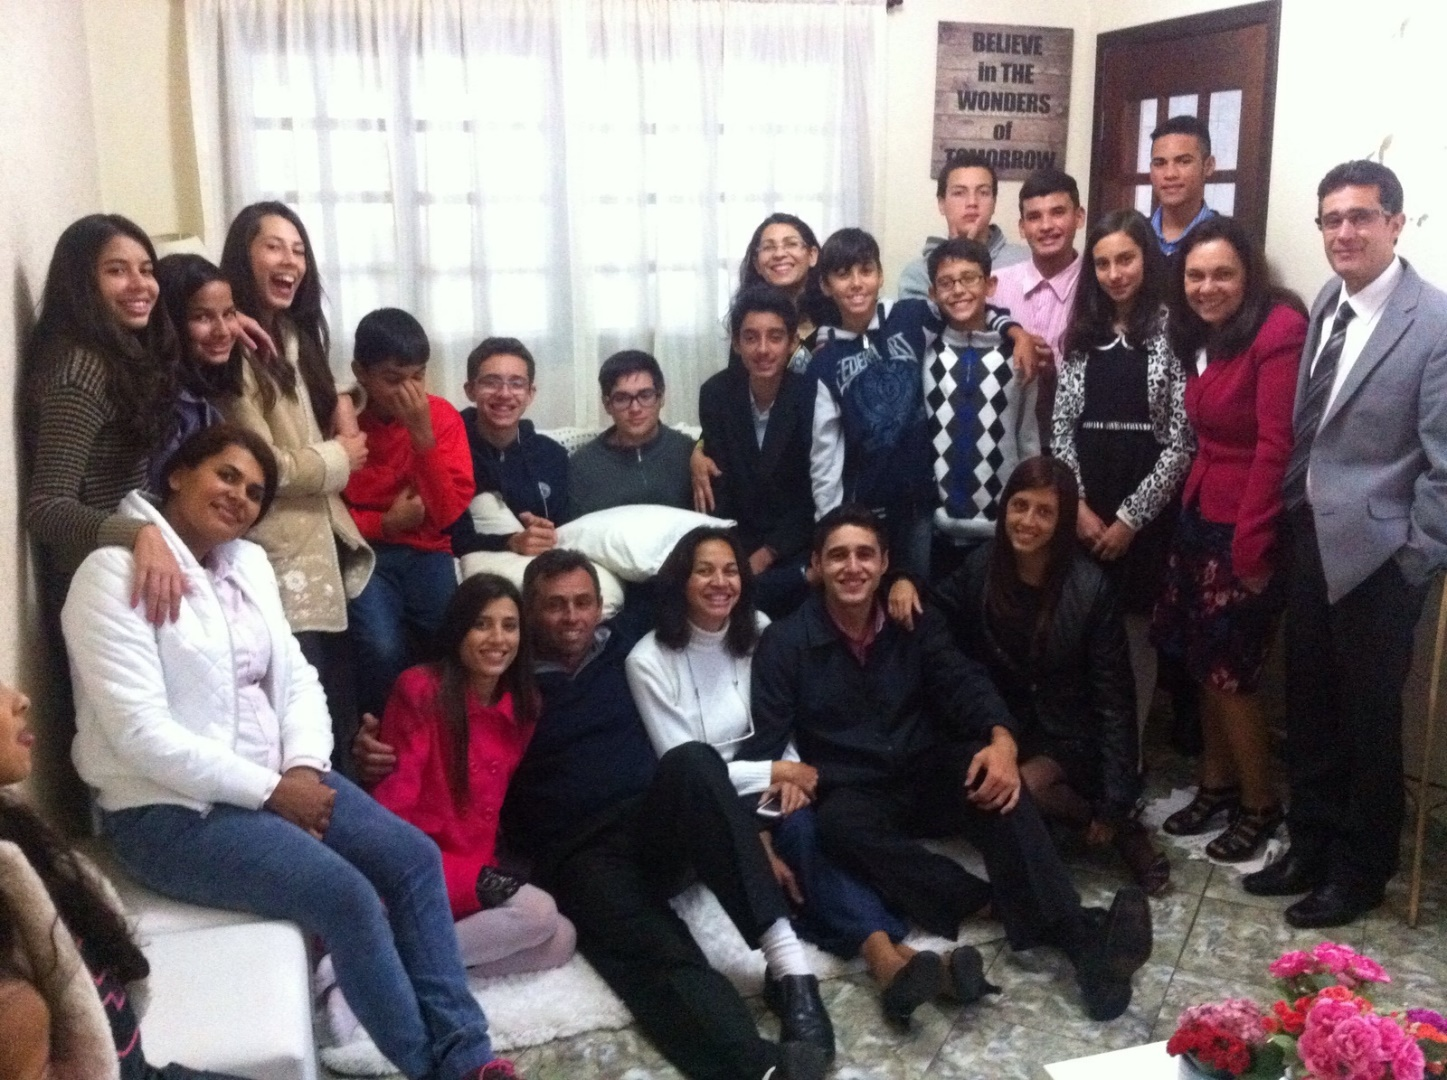 BELIEVE
in THE
WONDERS
of
TOMORROW